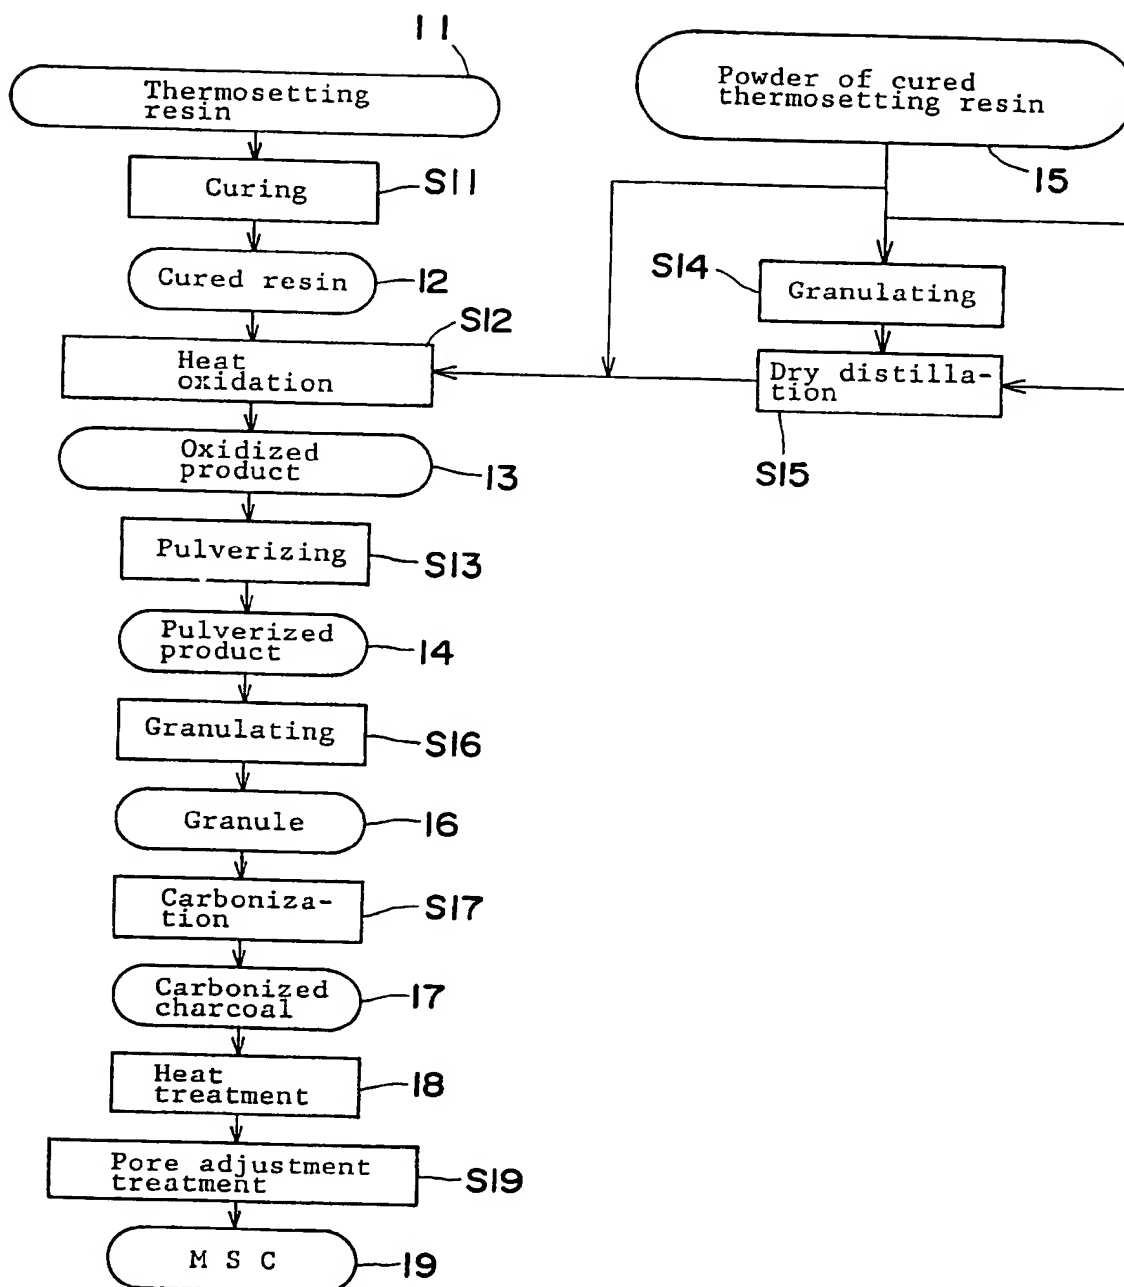 11
Thermosetting
resin
Curing
S11
Cured resin
12
S12
Heat
oxidation
Oxidized
product
13
Pulverizing
S13
Pulverized
product
14
Granulating
S16
Granule
16
Carboniza-
tion
S17
Carbonized
charcoal
17
Heat
treatment
18
Pore adjustment
treatment
S19
M S C
19
Powder of cured
thermosetting resin
15
S14
Granulating
Dry distilla-
tion
S15